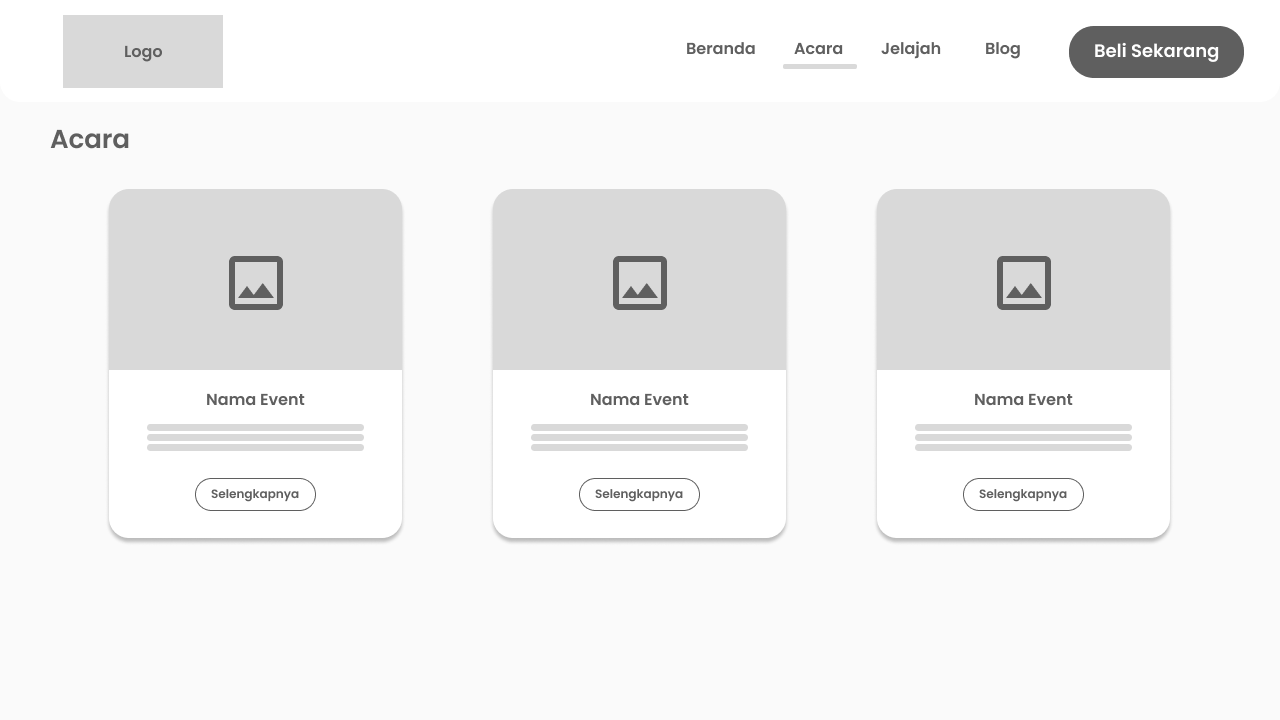 Logo
Beranda Acara Jelajah Blog Beli Sekarang
Acara
Nama Event Nama Event Nama Event
Selengkapnya Selengkapnya Selengkapnya